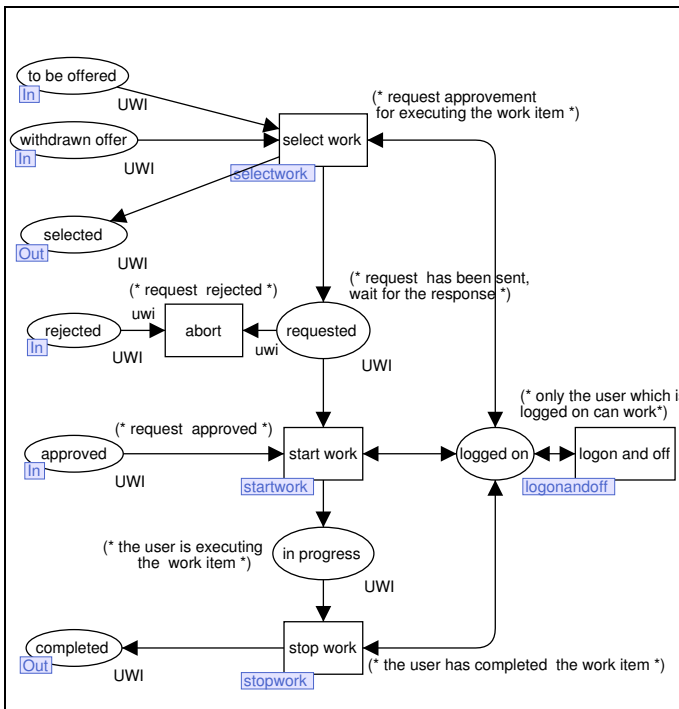 to be offered
In
UWI
(* request approvement
for executing the work item *)
withdrawn offer
In
UWI
select work
selectwork
selected
Out
UWI
(* request rejected *)
(* request has been sent,
wait for the response *)
uwi
rejected
In
UWI
abort
uwi
requested
UWI
(* only the user which i
logged on can work*)
(* request approved *)
approved
In
UWI
start work
startwork
logged on
logon and off
logonandoff
(* the user is executing
the work item *)
in progress
UWI
completed
Out
UWI
stop work
stopwork
(* the user has completed the work item *)